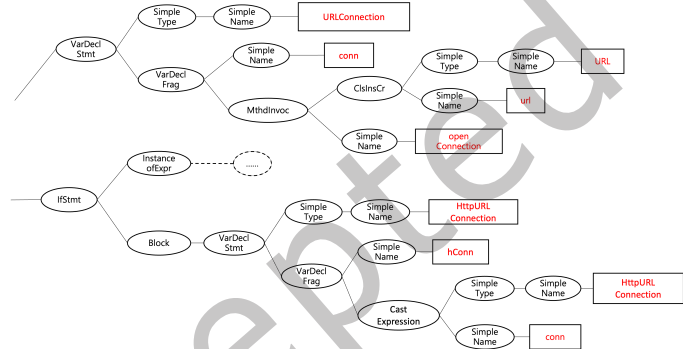 Simple
Type
Simple
Name
URLConnection
VarDecl
Stmt
Simple
Name
conn
VarDecl
Frag
MthdInvoc
ClsInsCr
Simple
Type
Simple
Name
URL
Simple
Name
url
Simple
Name
open
Connection
Instance
ofExpr
......
IfStmt
Block
VarDecl
Stmt
Simple
Type
Simple
Name
HttpURL
Connection
VarDecl
Frag
Simple
Name
hConn
Cast
Expression
Simple
Type
Simple
Name
HttpURL
Connection
Simple
Name
conn
epted